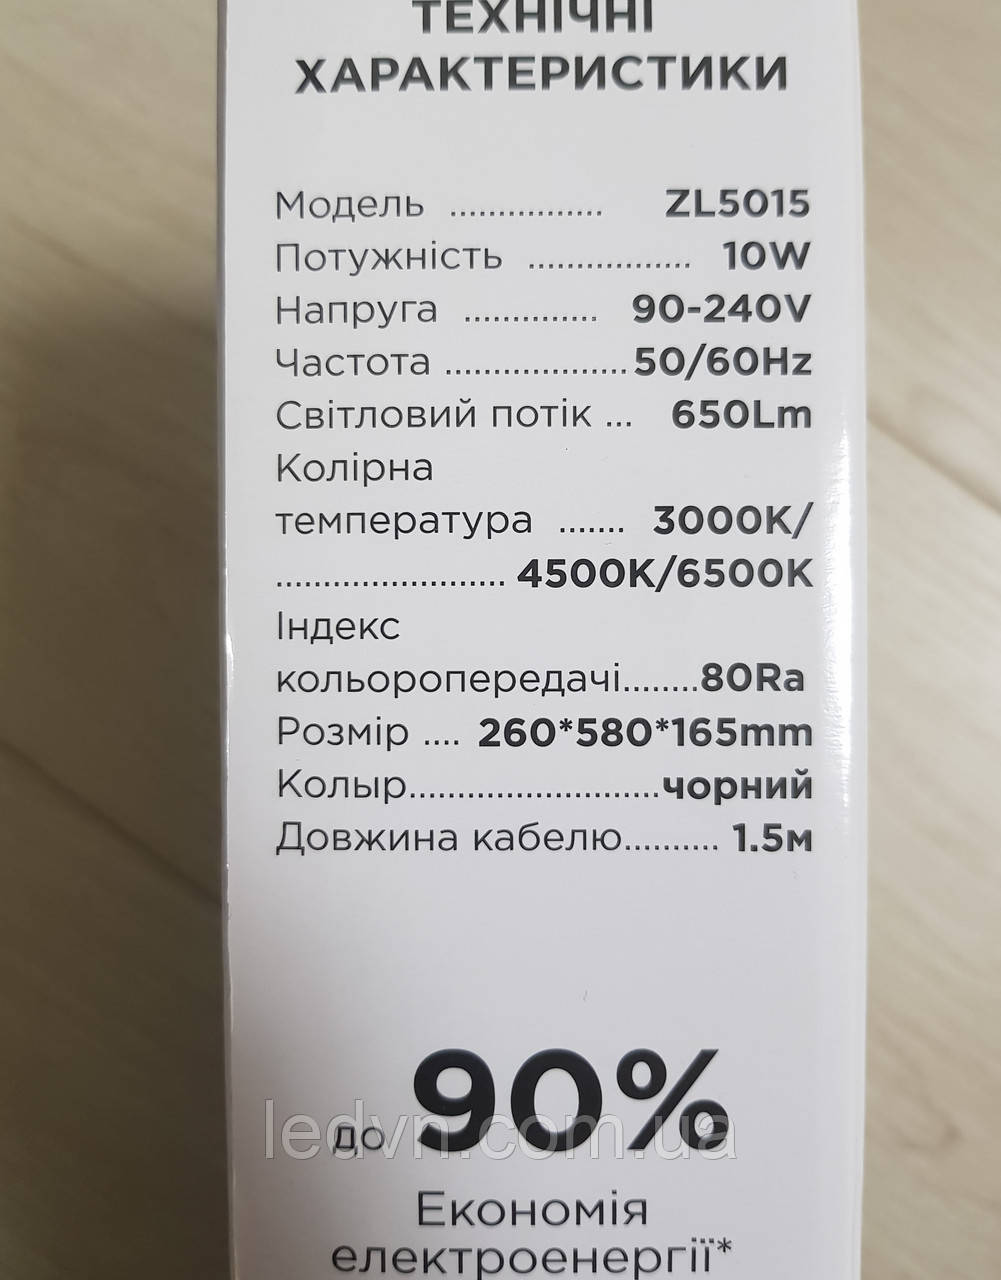 ТЕХНІЧНІ
ХАРАКТЕРИСТИКИ
Модель ................ ZL5015
Потужність ................. 10W
Напруга .............. 90-240V
Частота ................... 50/60Hz
Світловий потік ... 650Lm
Колірна
температура ....... 3000K/
........................ 4500K/6500K
Індекс
кольоропередачі........80Ra
Розмір .... 260*580*165mm
Колыр..........................чорний
Довжина кабелю.......... 1.5м
до 90%
ledvn.com.ua
Економія
електроенергії*